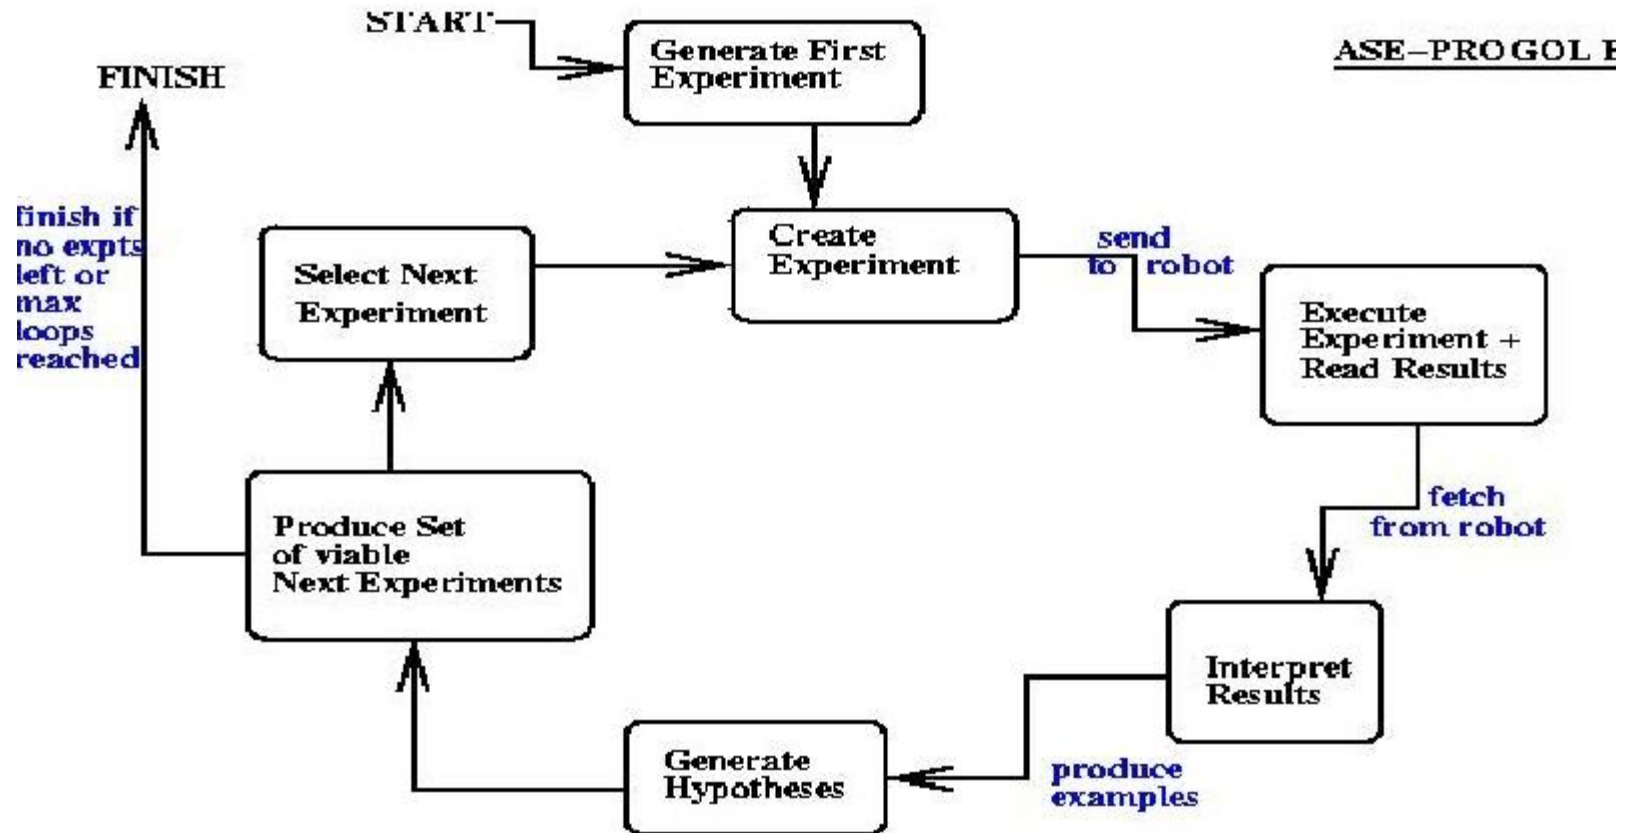 START
Generate First
Experiment
ASE-PROGOL
FINISH
finish if
no expts
left or
max
loops
reached
Select Next
Experiment
Create
Experiment
send
to robot
Execute
Experiment +
Read Results
fetch
from robot
Produce Set
of viable
Next Experiments
Interpret
Results
Generate
Hypotheses
produce
examples